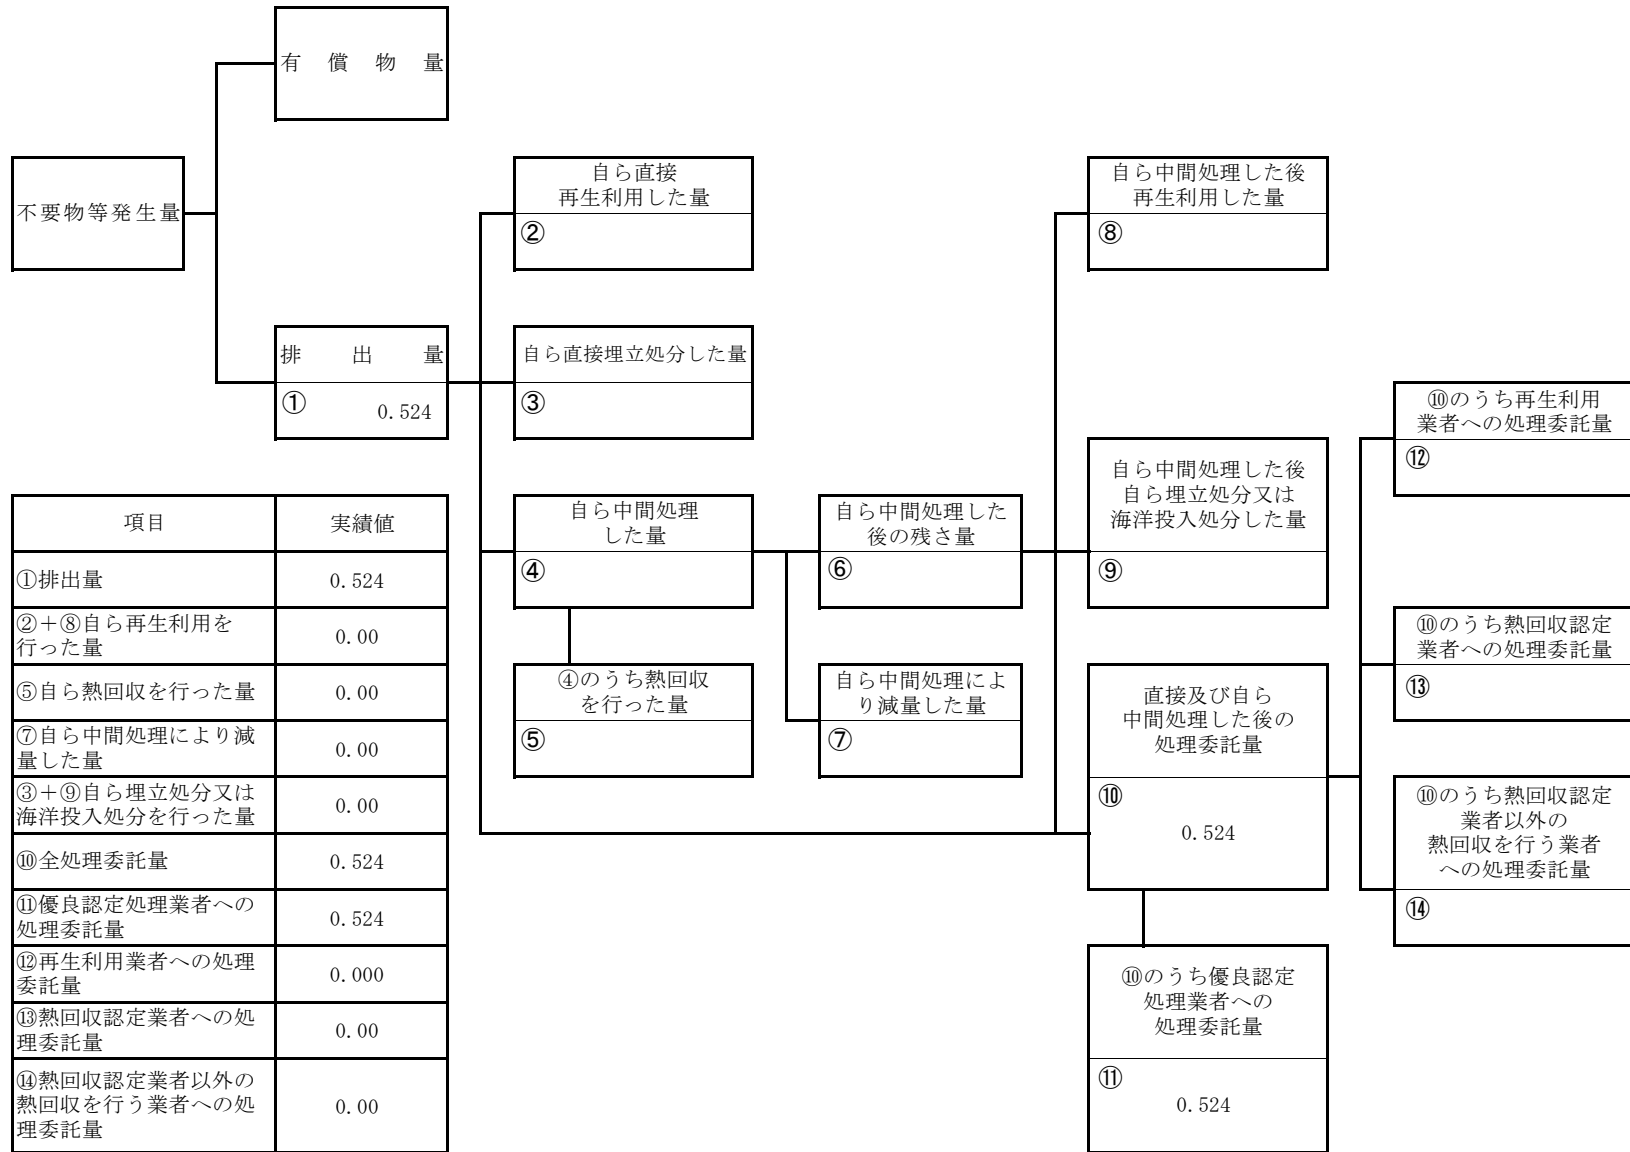 有償物量
不要物等発生量
排出量
①
0.524
自ら直接
再生利用した量
②
自ら直接埋立処分した量
③
自ら中間処理
した量
④
④のうち熱回収
を行った量
⑤
自ら中間処理した
後の残さ量
⑥
自ら中間処理によ
り減量した量
⑦
自ら中間処理した後
再生利用した量
⑧
自ら中間処理した後
自ら埋立処分又は
海洋投入処分した量
⑨
直接及び自ら
中間処理した後の
処理委託量
⑩
0.524
⑩のうち優良認定
処理業者への
処理委託量
⑪
0.524
⑩のうち再生利用
業者への処理委託量
⑫
⑩のうち熱回収認定
業者への処理委託量
⑬
⑩のうち熱回収認定
業者以外の
熱回収を行う業者
への処理委託量
⑭
項目 実績値
①排出量 0.524
②+⑧自ら再生利用を
行った量 0.00
⑤自ら熱回収を行った量 0.00
⑦自ら中間処理により減
量した量 0.00
③+⑨自ら埋立処分又は
海洋投入処分を行った量 0.00
⑩全処理委託量 0.524
⑪優良認定処理業者への
処理委託量 0.524
⑫再生利用業者への処理
委託量 0.000
⑬熱回収認定業者への処
理委託量 0.00
⑭熱回収認定業者以外の
熱回収を行う業者への処
理委託量 0.00